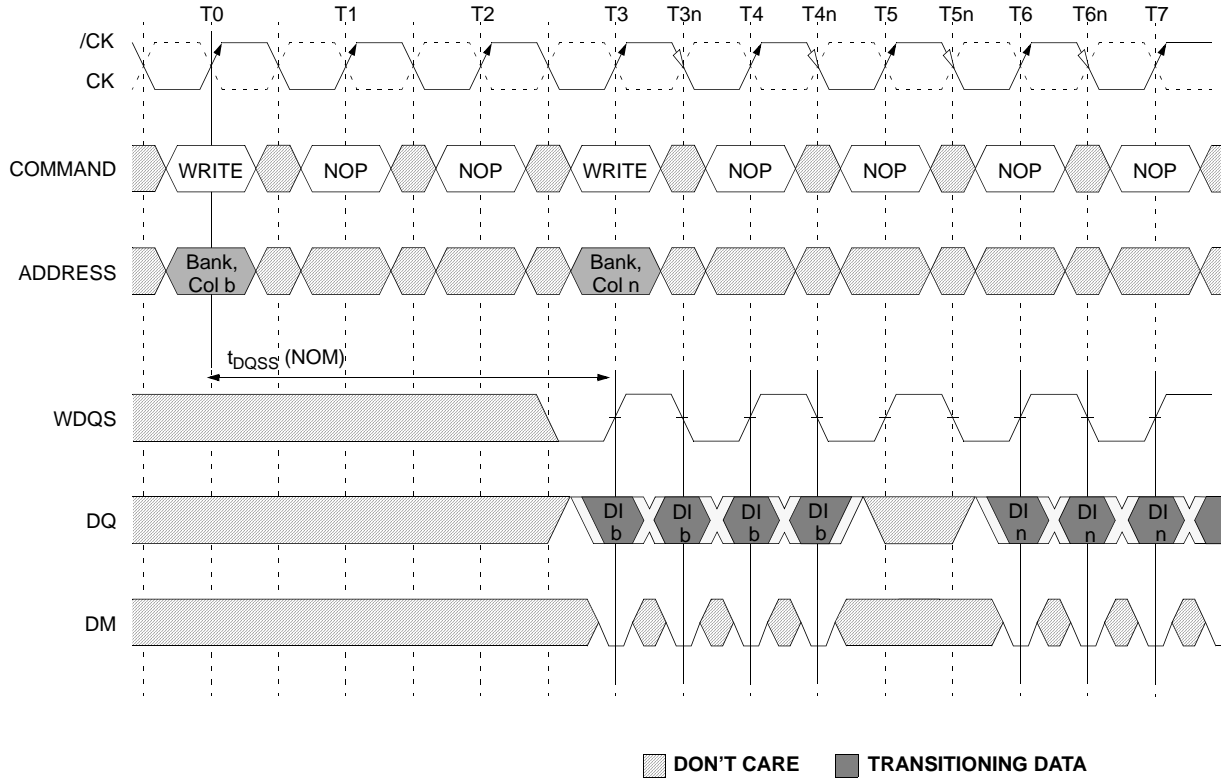 T0 T1 T2 T3 T3n T4 T4n T5 T5n T6 T6n T7
/CK
CK
COMMAND WRITE NOP NOP WRITE NOP NOP NOP NOP
ADDRESS Bank, Col b Bank, Col n
tDQSS (NOM)
WDQS
DQ DI b DI b DI b DI b DI n DI n DI n
DM
DON'T CARE TRANSITIONING DATA